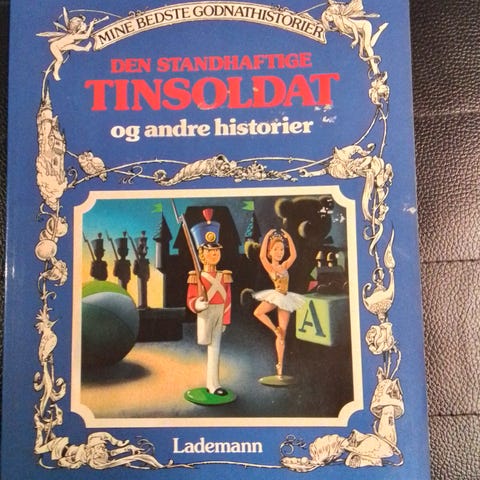 MINE BEDSTE GODNATHISTORIER
DEN STANDHAFTIGE
TINSOLDAT
og andre historier
A
Lademann